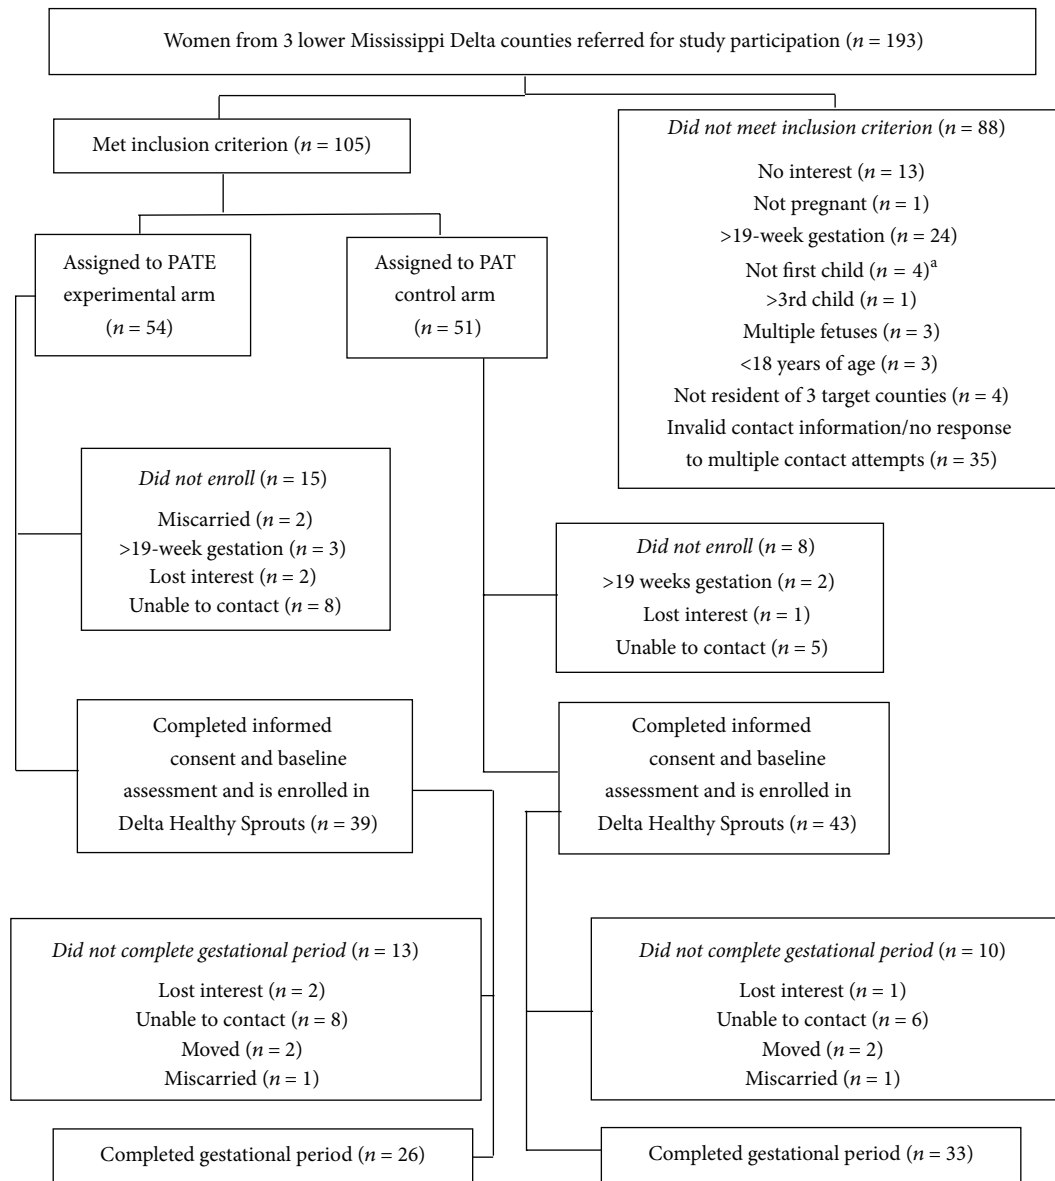 Women from 3 lower Mississippi Delta counties referred for study participation (n = 193)
Met inclusion criterion (n = 105)
Did not meet inclusion criterion (n = 88)
No interest (n = 13)
Not pregnant (n = 1)
>19-week gestation (n = 24)
Not first child (n = 4)a
>3rd child (n = 1)
Multiple fetuses (n = 3)
<18 years of age (n = 3)
Not resident of 3 target counties (n = 4)
Invalid contact information/no response
to multiple contact attempts (n = 35)
Assigned to PATE
experimental arm
(n = 54)
Assigned to PAT
control arm
(n = 51)
Did not enroll (n = 15)
Miscarried (n = 2)
>19-week gestation (n = 3)
Lost interest (n = 2)
Unable to contact (n = 8)
Did not enroll (n = 8)
>19 weeks gestation (n = 2)
Lost interest (n = 1)
Unable to contact (n = 5)
Completed informed
consent and baseline
assessment and is enrolled in
Delta Healthy Sprouts (n = 39)
Completed informed
consent and baseline
assessment and is enrolled in
Delta Healthy Sprouts (n = 43)
Did not complete gestational period (n = 13)
Lost interest (n = 2)
Unable to contact (n = 8)
Moved (n = 2)
Miscarried (n = 1)
Did not complete gestational period (n = 10)
Lost interest (n = 1)
Unable to contact (n = 6)
Moved (n = 2)
Miscarried (n = 1)
Completed gestational period (n = 26)
Completed gestational period (n = 33)